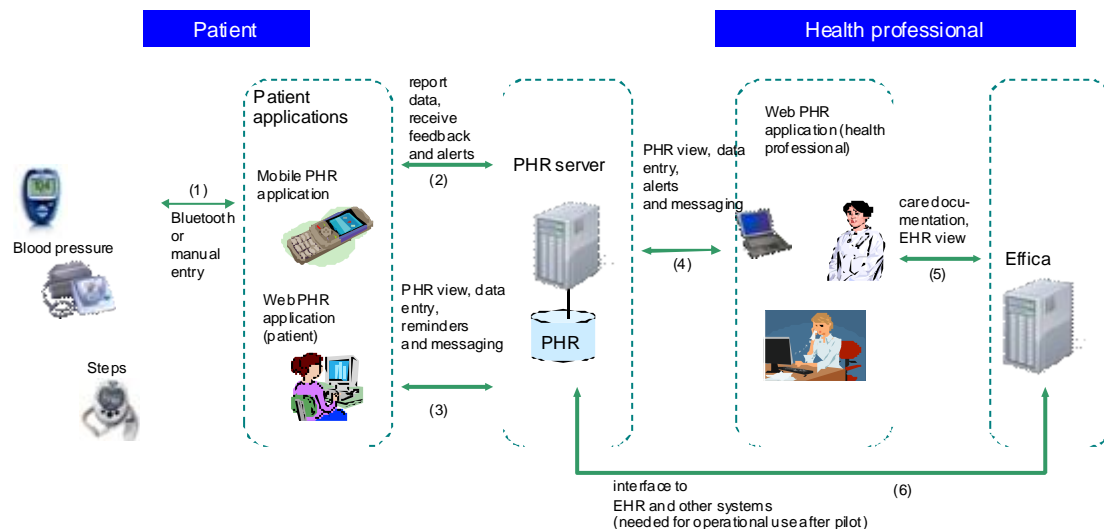 Patient
Health professional
Patient
applications
Mobile PHR
application
Web PHR
application
(patient)
(1)
Bluetooth
or
manual
entry
Blood pressure
Steps
report
data,
receive
feedback
and alerts
(2)
PHR view, data
entry,
reminders
and messaging
(3)
PHR server
PHR
PHR view, data
entry,
alerts
and messaging
(4)
Web PHR
application (health
professional)
care docu-
mentation,
EHR view
(5)
Effica
interface to
EHR and other systems
(needed for operational use after pilot)
(6)